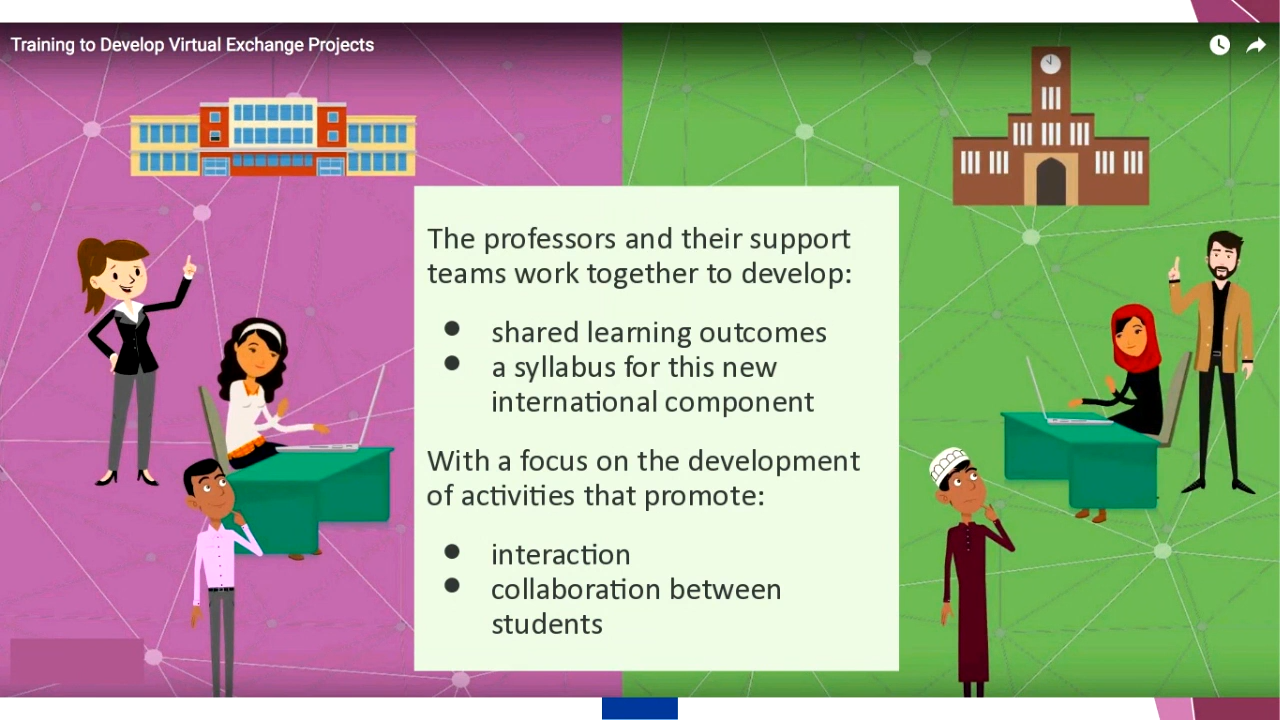 Training to Develop Virtual Exchange Projects
The professors and their support
teams work together to develop:
● shared learning outcomes
● a syllabus for this new
international component
With a focus on the development
of activities that promote:
● interaction
● collaboration between
students